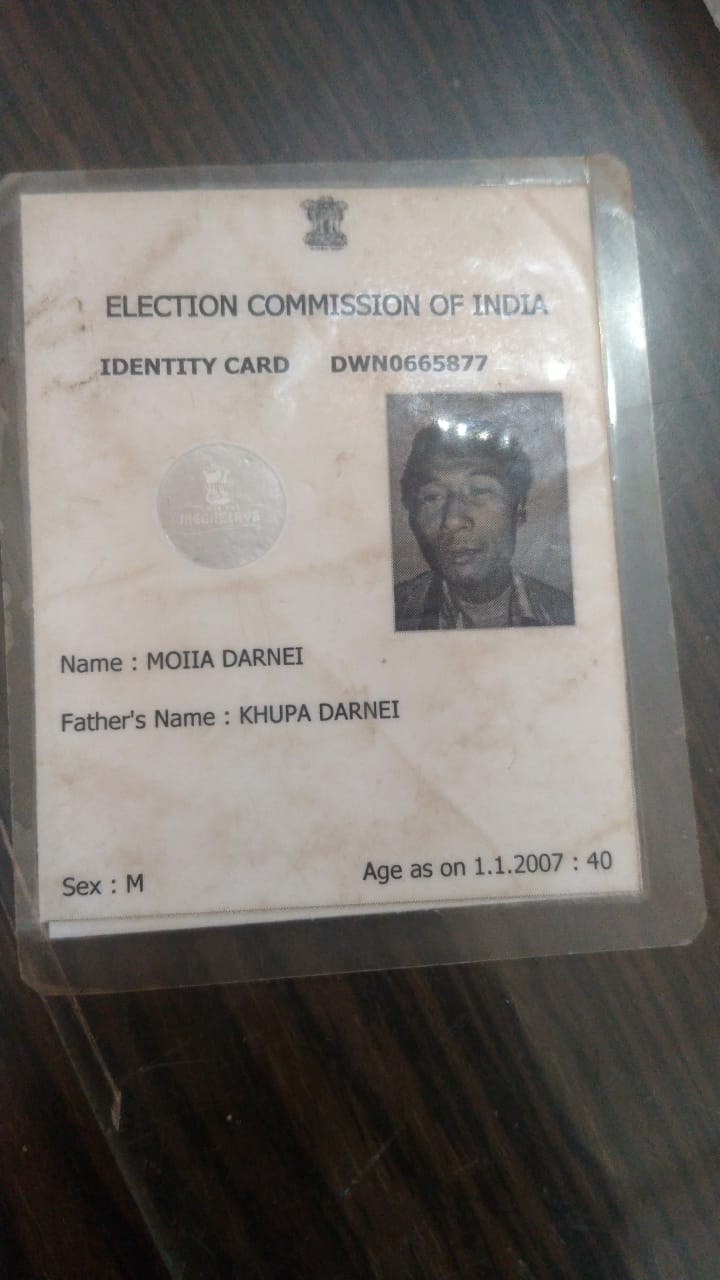 ELECTION COMMISSION OF INDIA
IDENTITY CARD DWN0665877
MEGHALAYA
Name : MOIIA DARNEI
Father's Name : KHUPA DARNEI
Sex : M
Age as on 1.1.2007 : 40